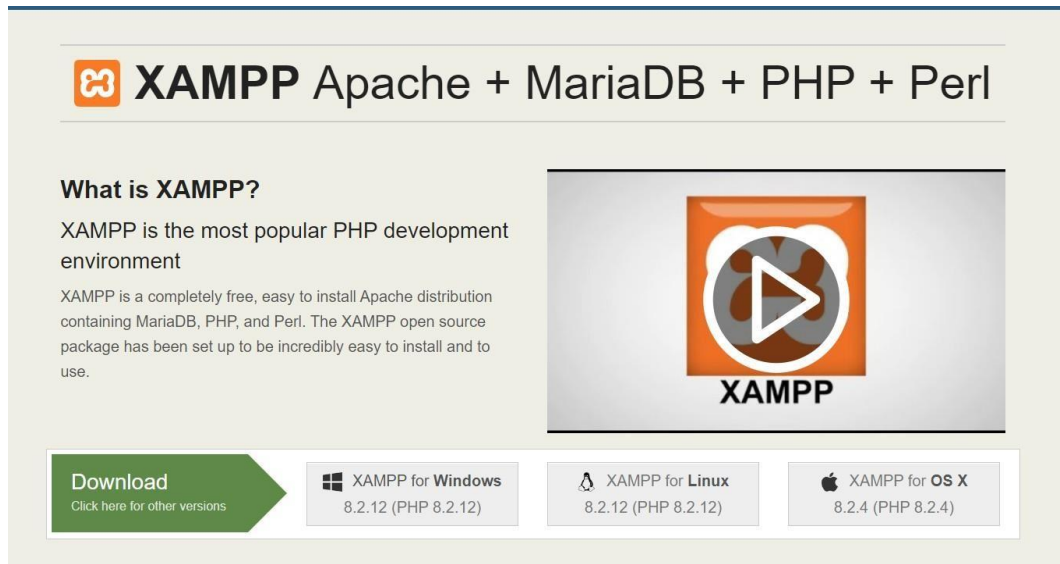 XAMPP Apache + MariaDB + PHP + Perl
What is XAMPP?
XAMPP is the most popular PHP development
environment
XAMPP is a completely free, easy to install Apache distribution
containing MariaDB, PHP, and Perl. The XAMPP open source
package has been set up to be incredibly easy to install and to
use.
XAMPP
Download
Click here for other versions
XAMPP for Windows
8.2.12 (PHP 8.2.12)
XAMPP for Linux
8.2.12 (PHP 8.2.12)
XAMPP for OS X
8.2.4 (PHP 8.2.4)